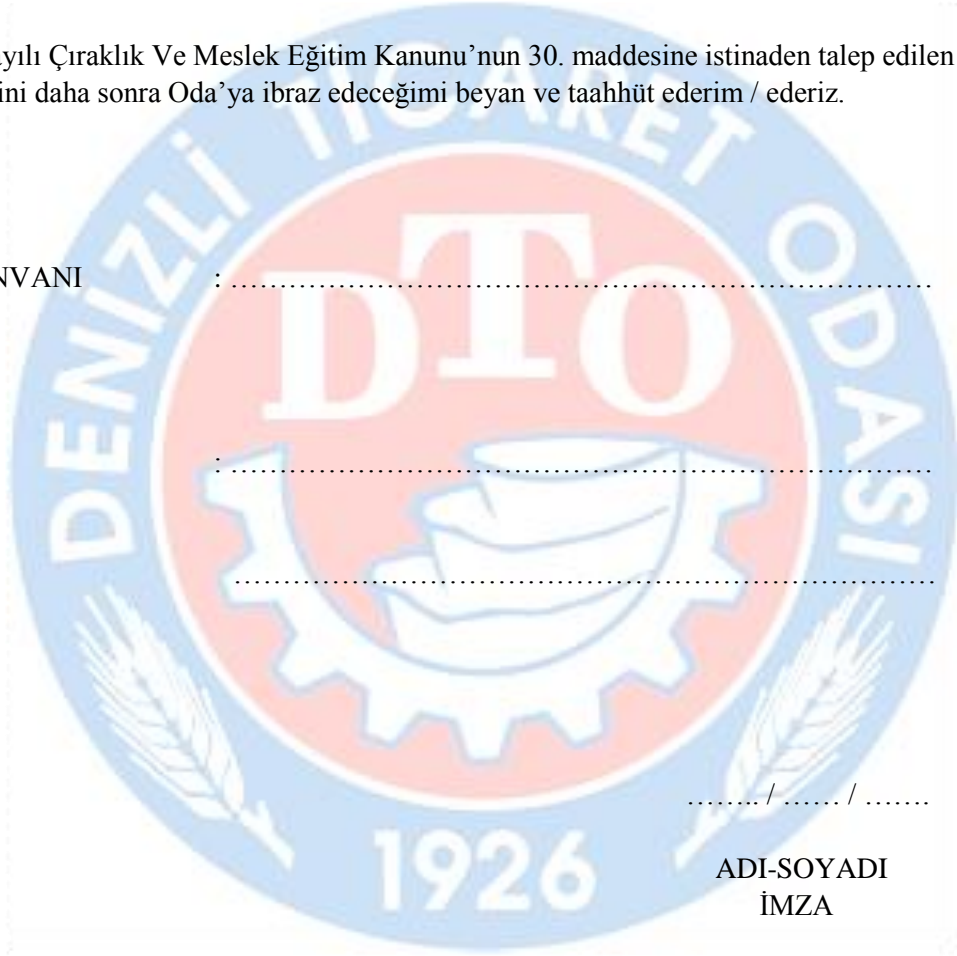 ayılı Çıraklık Ve Meslek Eğitim Kanunu’nun 30. maddesine istinaden talep edilen
ini daha sonra Oda’ya ibraz edeceğimi beyan ve taahhüt ederim / ederiz.
DENİZLİ TİCARET ODASI
NVANI : ……………………………………………………………
DTO
:……………………………………………………………
……………………………………………………………
…….. / …… / …….
1926
ADI-SOYADI
İMZA